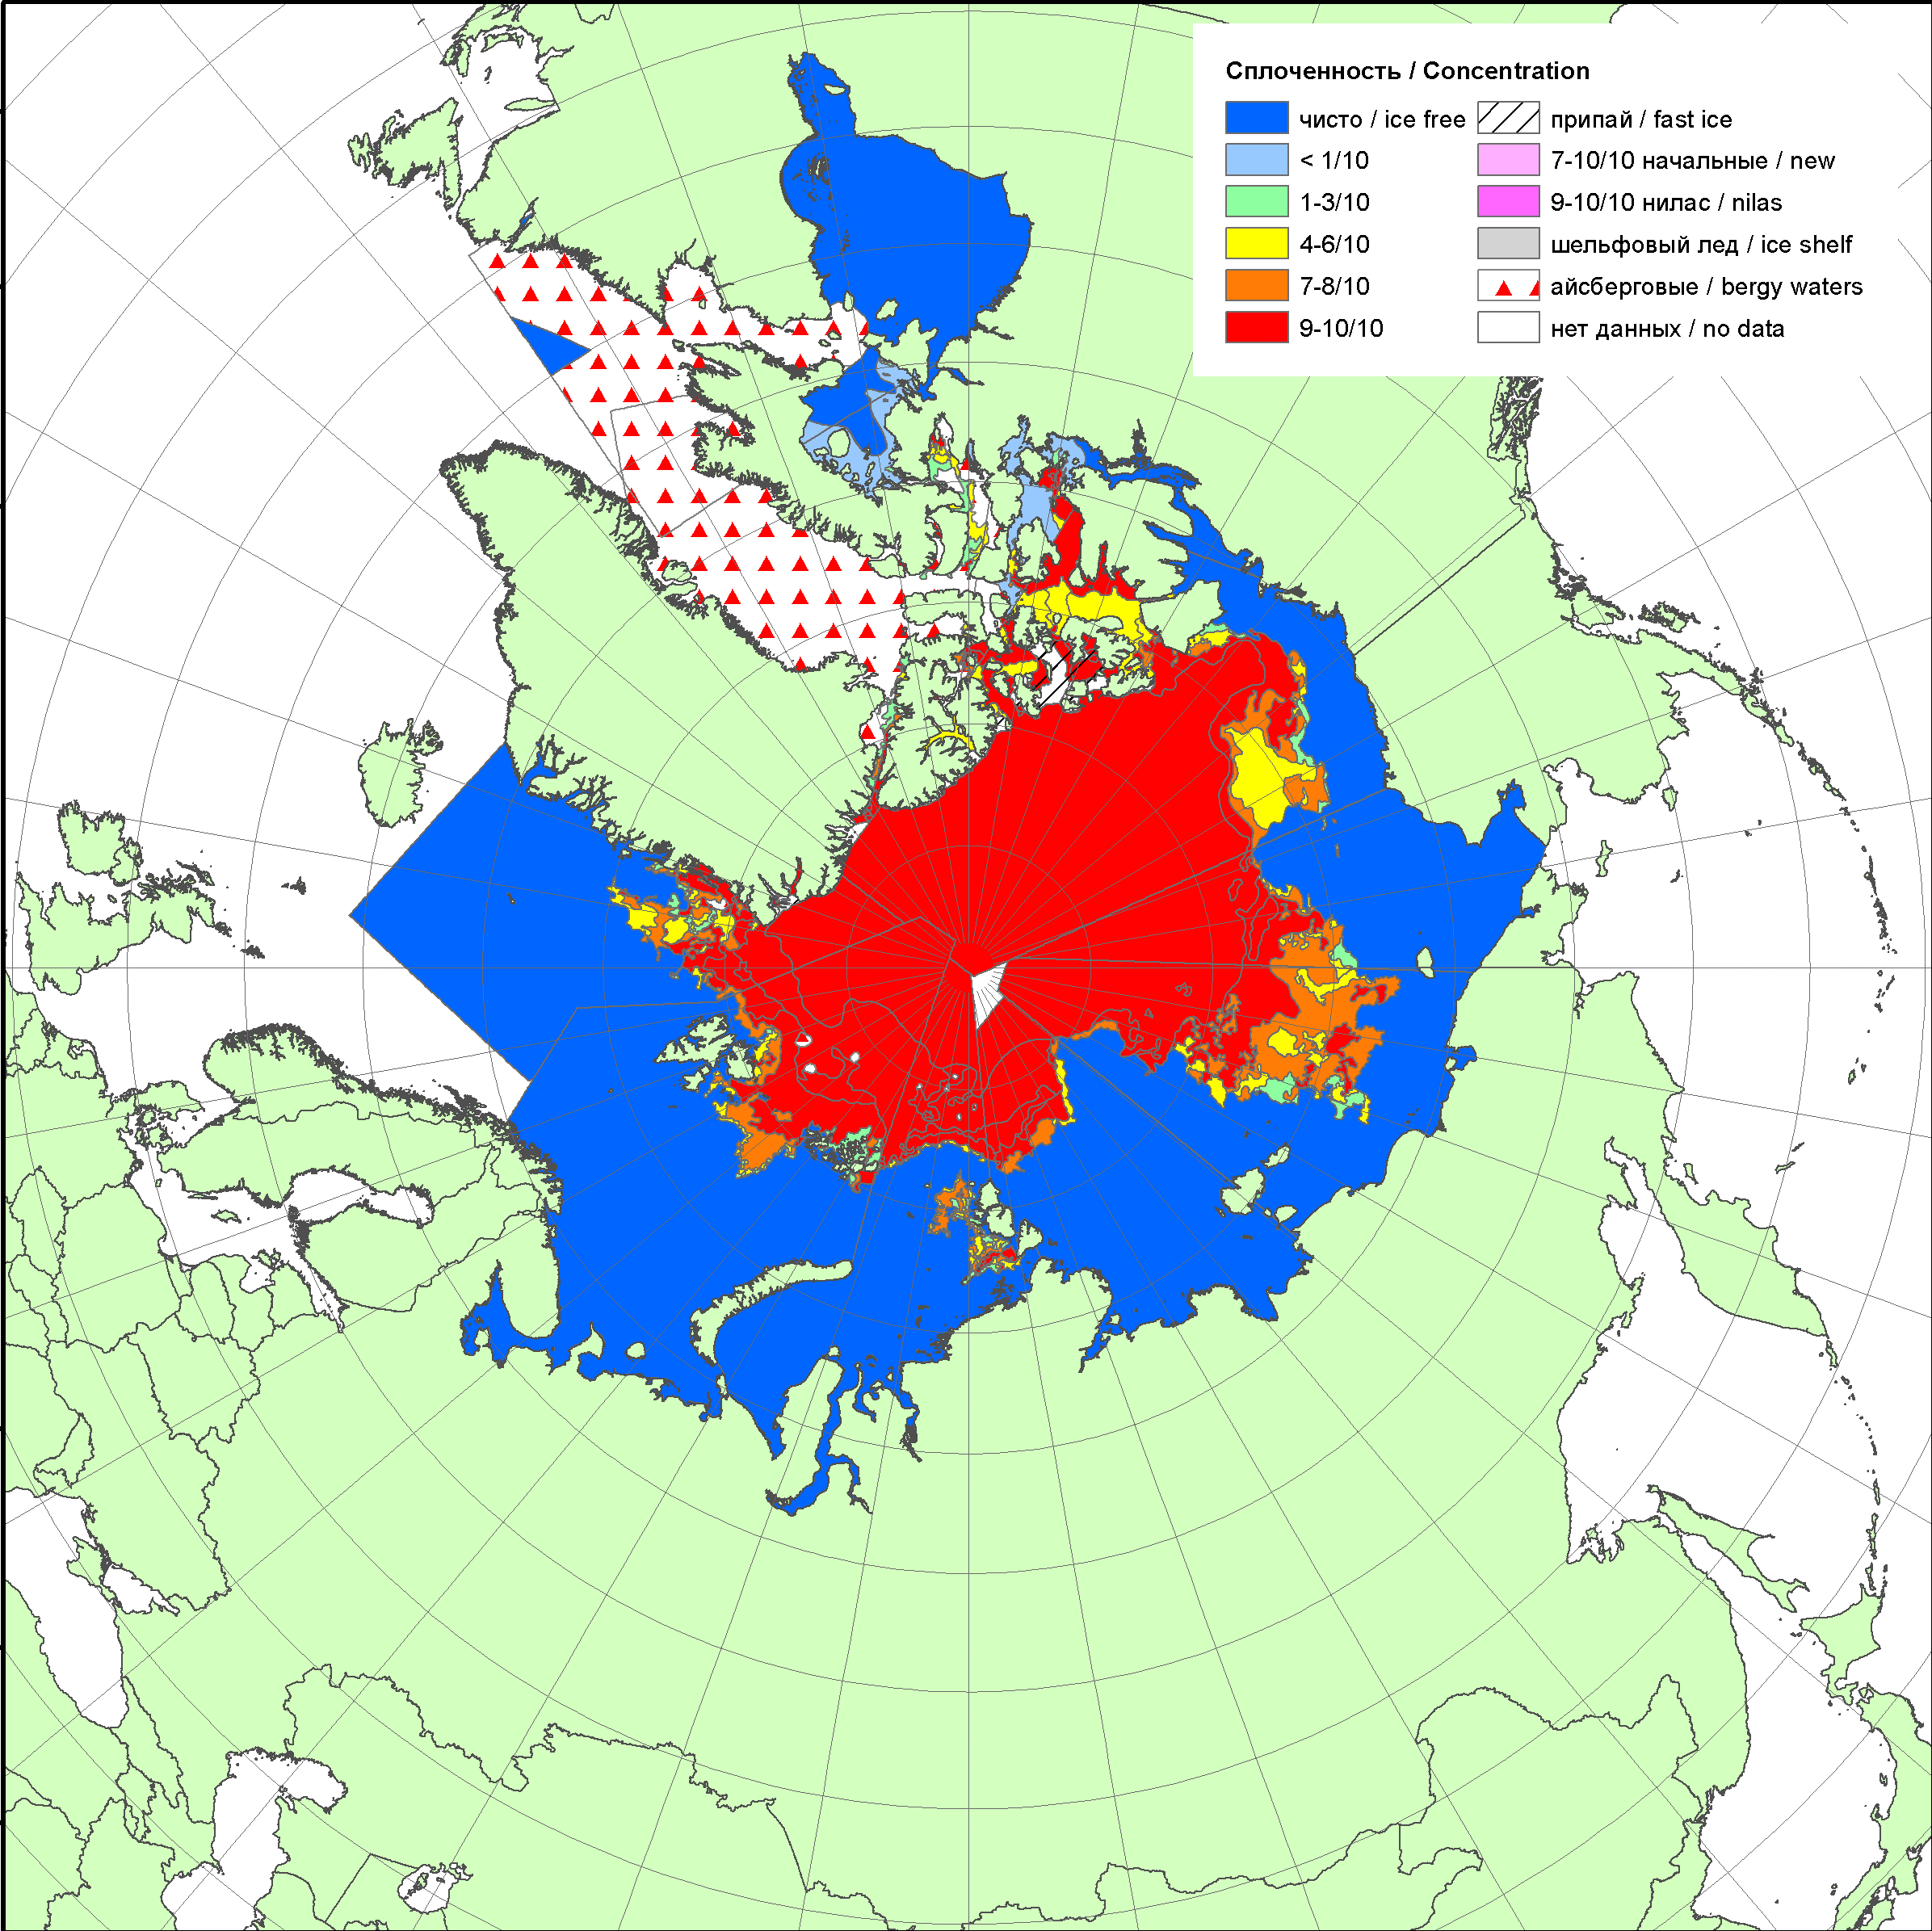 Сплоченность / Concentration
чисто / ice free
< 1/10
1-3/10
4-6/10
7-8/10
9-10/10
припай / fast ice
7-10/10 начальные / new
9-10/10 нилас / nilas
шельфовый лед / ice shelf
айсберговые / bergy waters
нет данных / no data